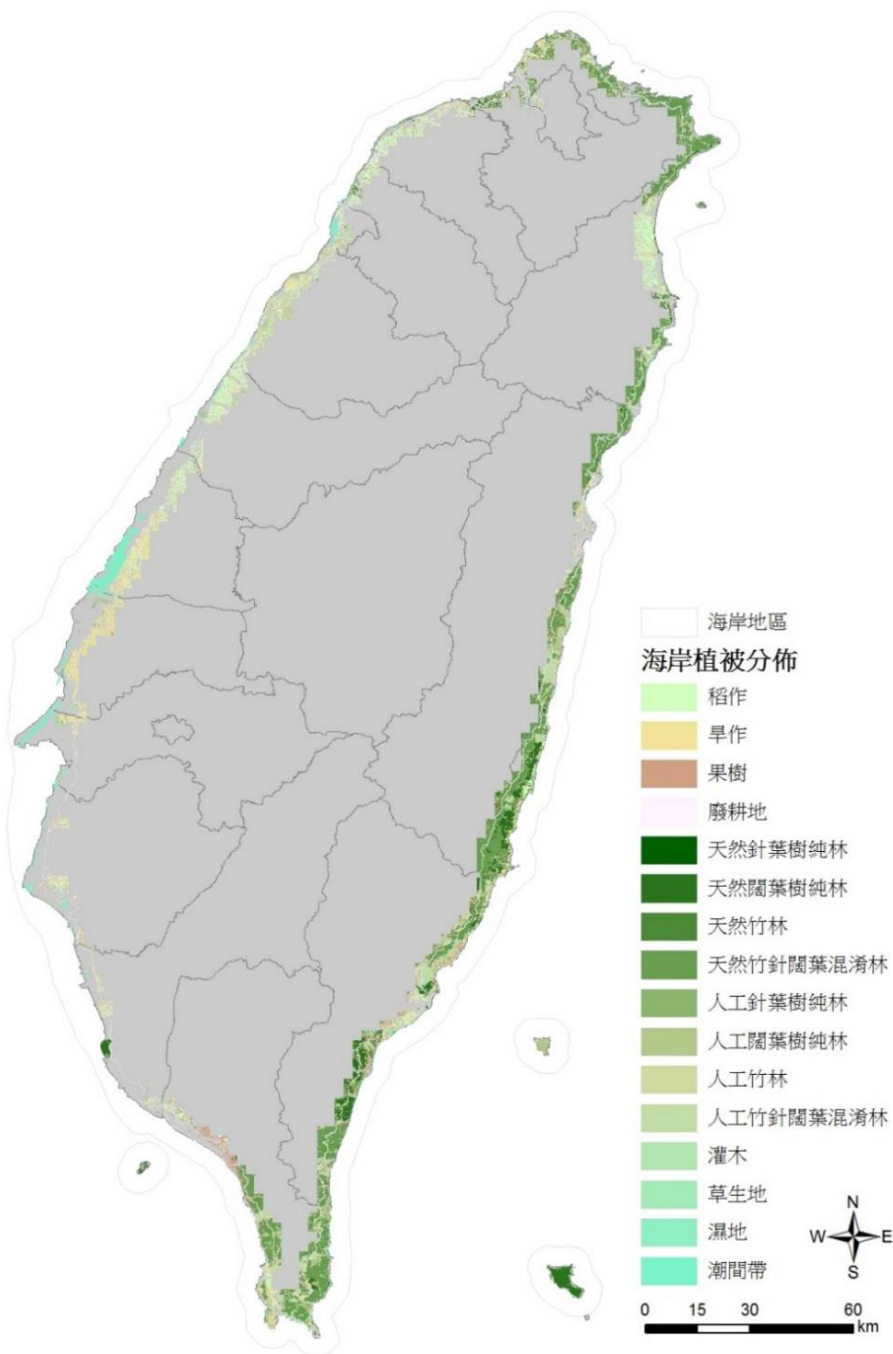 海岸地區
海岸植被分佈
稻作
旱作
果樹
廢耕地
天然針葉樹純林
天然闊葉樹純林
天然竹林
天然竹針闊葉混淆林
人工針葉樹純林
人工闊葉樹純林
人工竹林
人工竹針闊葉混淆林
灌木
草生地
濕地
潮間帶
N
W E
S
0 15 30 60
km